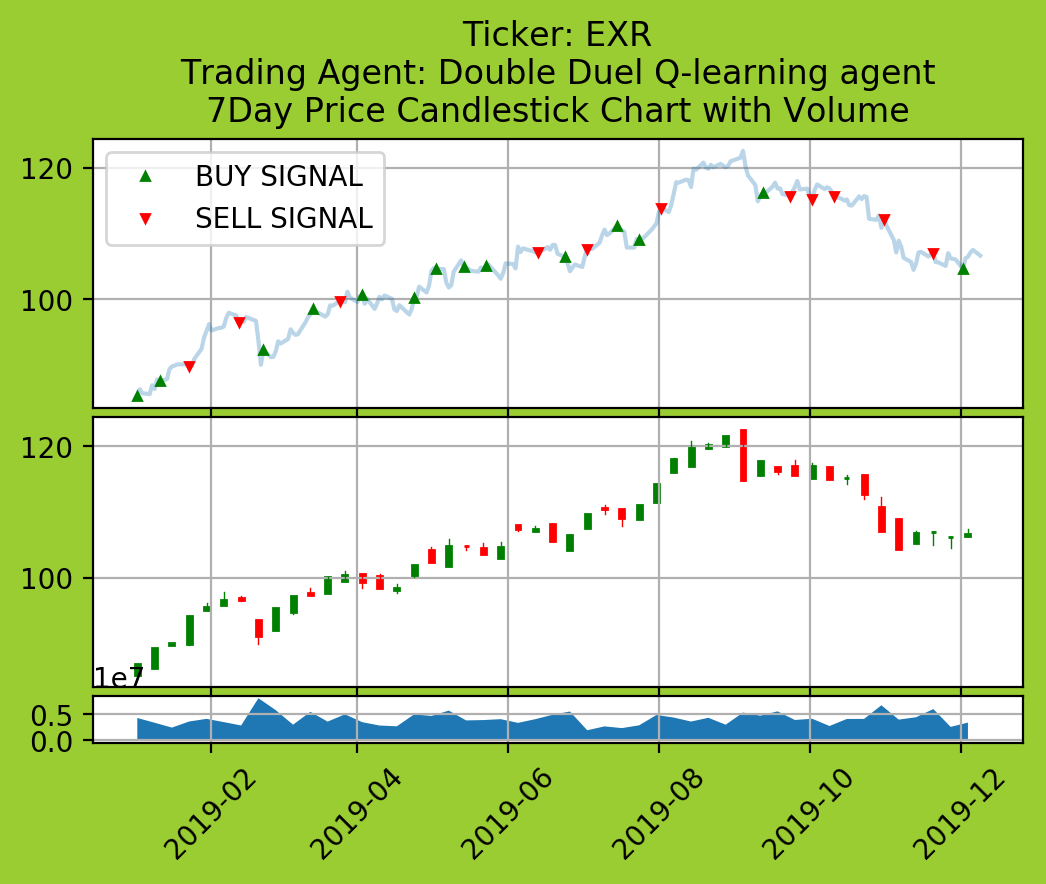 Ticker: EXR
Trading Agent: Double Duel Q-learning agent
7Day Price Candlestick Chart with Volume
BUY SIGNAL
SELL SIGNAL
120
100
120
100
1e7
0.5
0.0
2019-02
2019-04
2019-06
2019-08
2019-10
2019-12